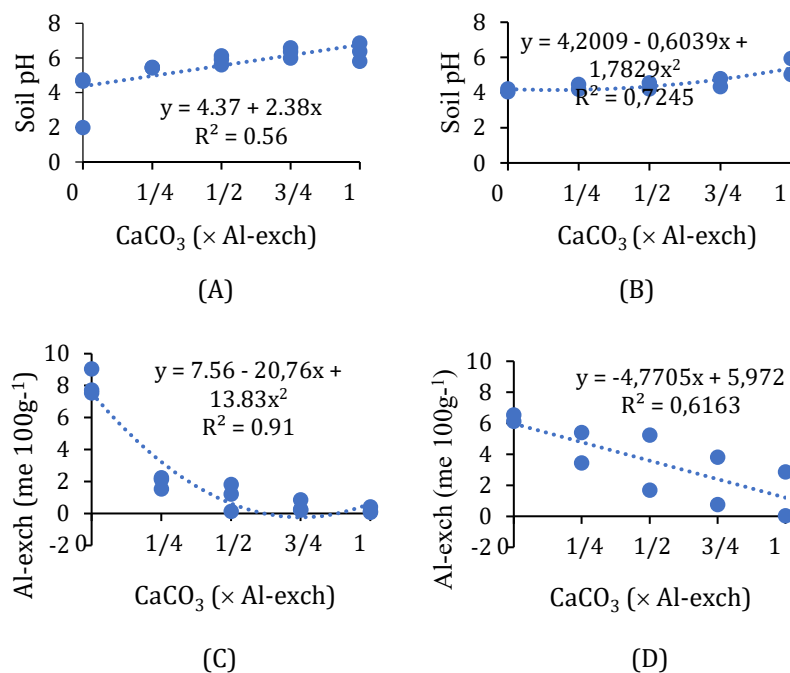 Soil pH
8
6
4
2
0
y = 4.37 + 2.38x
R² = 0.56
0 1/4 1/2 3/4 1
CaCO₃ (× Al-exch)
(A)
Soil pH
8
6
4
2
0
y = 4,2009 - 0,6039x +
1,7829x²
R² = 0,7245
0 1/4 1/2 3/4 1
CaCO₃ (× Al-exch)
(B)
Al-exch (me 100g-¹)
10
8
6
4
2
0
-2
y = 7.56 - 20,76x +
13.83x²
R² = 0.91
0 1/4 1/2 3/4 1
CaCO₃ (× Al-exch)
(C)
Al-exch (me 100g-¹)
10
8
6
4
2
0
-2
y = -4,7705x + 5,972
R² = 0,6163
0 1/4 1/2 3/4 1
CaCO₃ (× Al-exch)
(D)